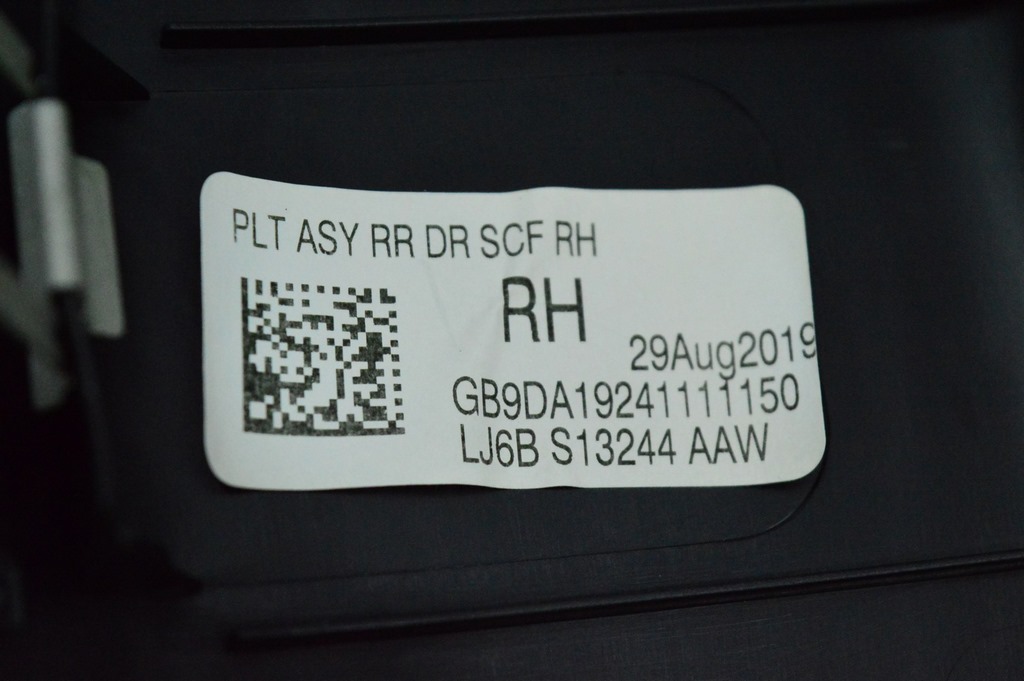 PLT ASY RR DR SCF RH
RH
29Aug2019
GB9DA19241111150
LJ6B S13244 AAW